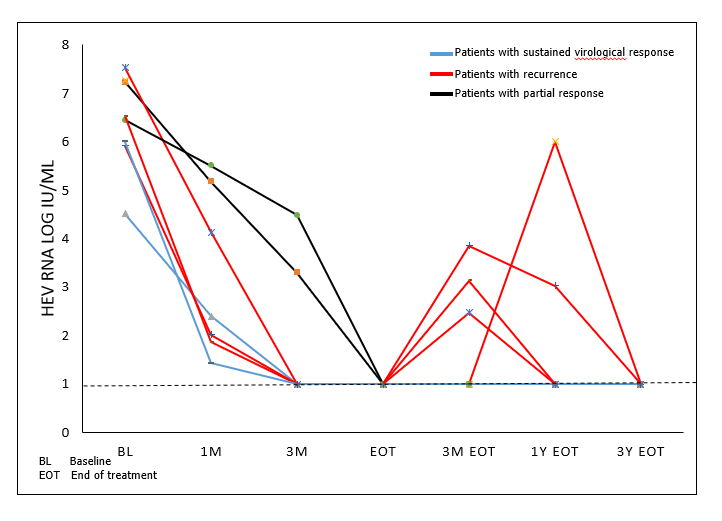 8
Patients with sustained virological response
Patients with recurrence
Patients with partial response
7
6
5
4
3
2
1
0
HEV RNA LOG IU/ML
BL 1M 3M EOT 3M EOT 1Y EOT 3Y EOT
BL Baseline
EOT End of treatment